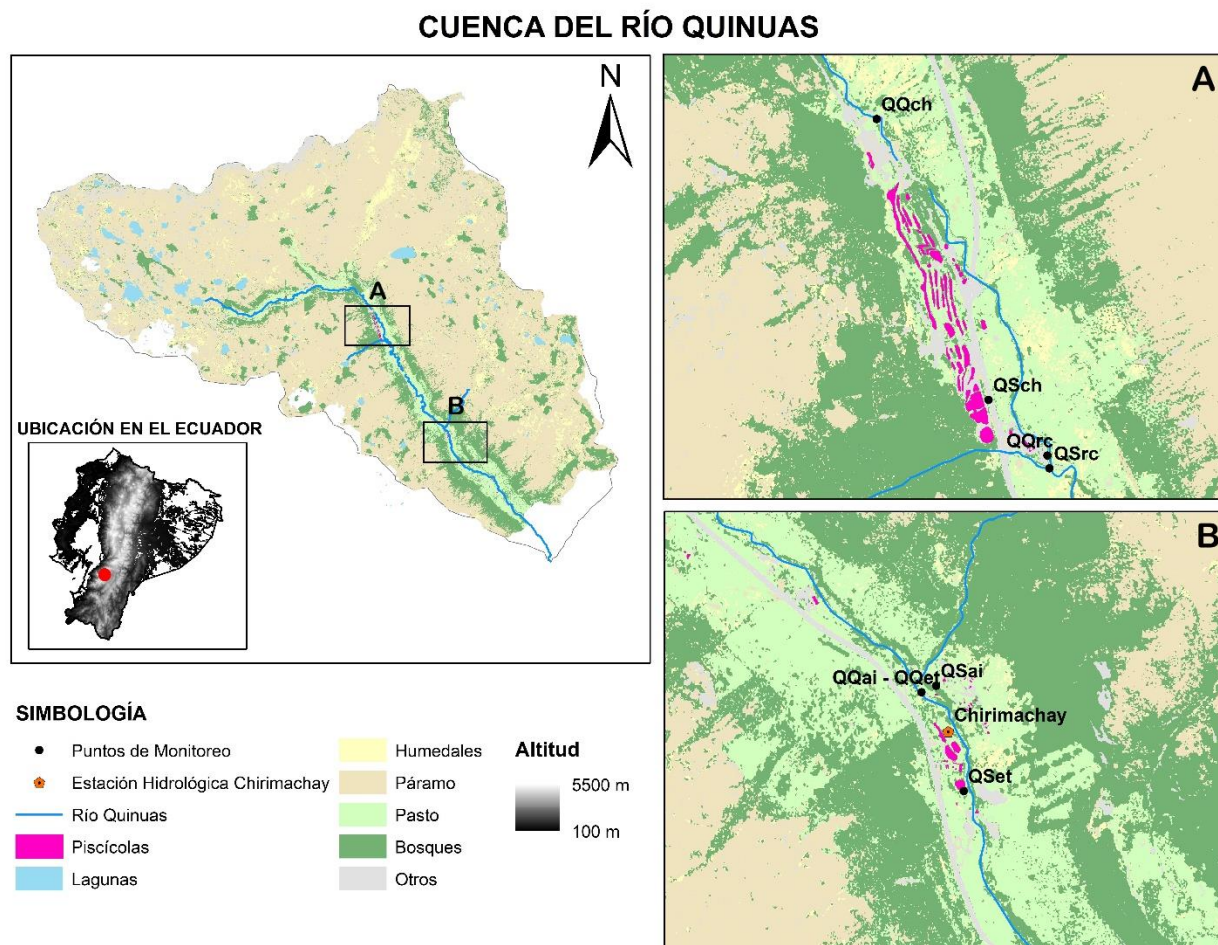 CUENCA DEL RÍO QUINUAS
N
A
B
UBICACIÓN EN EL ECUADOR
A
QQch
QSch
QQrc
QSrc
B
QQai - QQet
QSai
Chirimachay
QSet
SIMBOLOGÍA
Puntos de Monitoreo
Estación Hidrológica Chirimachay
Río Quinuas
Piscícolas
Lagunas
Humedales
Páramo
Pasto
Bosques
Otros
Altitud
5500 m
100 m